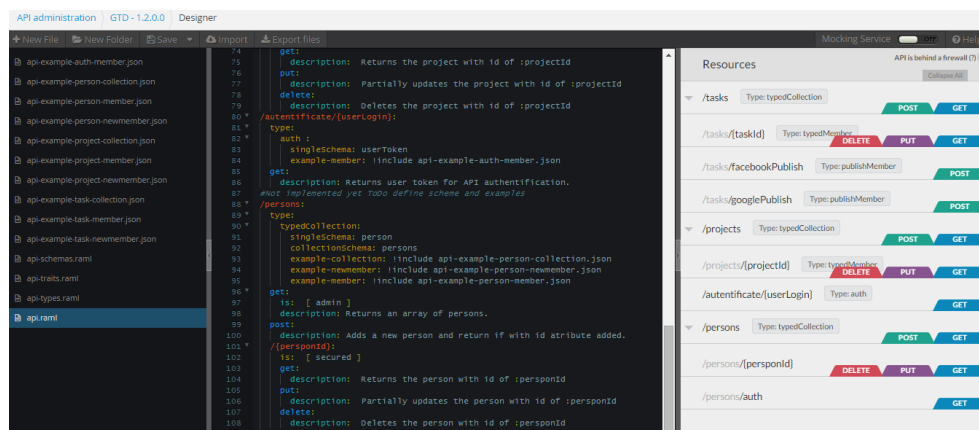 API administration GTD - 1.2.0.0 Designer
+ New File New Folder Save Import Export files Mocking Service Off Help
api-example-auth-member.json
api-example-person-collection.json
api-example-person-member.json
api-example-person-newmember.json
api-example-project-collection.json
api-example-project-member.json
api-example-project-newmember.json
api-example-task-collection.json
api-example-task-member.json
api-example-task-newmember.json
api-schemas.raml
api-traits.raml
api-types.raml
api.raml
74 get:
75 description: Returns the project with id of :projectId
76 put:
77 description: Partially updates the project with id of :projectId
78 delete:
79 description: Deletes the project with id of :projectId
80 /autentificate/{userLogin}:
81 type:
82 auth :
83 singleSchema: userToken
84 example-member: !include api-example-auth-member.json
85 get:
86 description: Returns user token for API authentification.
87 #Not implemented yet ToDo define scheme and examples
88 /persons:
89 type:
90 typedCollection:
91 singleSchema: person
92 collectionSchema: persons
93 example-collection: !include api-example-person-collection.json
94 example-newmember: !include api-example-person-newmember.json
95 example-member: !include api-example-person-member.json
96 get:
97 is: [ admin ]
98 description: Returns an array of persons.
99 post:
100 description: Adds a new person and return if with id atribute added.
101 /{personId}:
102 is: [ secured ]
103 get:
104 description: Returns the person with id of :personId
105 put:
106 description: Partially updates the person with id of :personId
107 delete:
108 description: Deletes the person with id of :personId
Resources API is behind a firewall (?)
Collapse All
/tasks Type: typedCollection
POST GET
/tasks/{taskId} Type: typedMember
DELETE PUT GET
/tasks/facebookPublish Type: publishMember
POST
/tasks/googlePublish Type: publishMember
POST
/projects Type: typedCollection
POST GET
/projects/{projectId} Type: typedMember
DELETE PUT GET
/autentificate/{userLogin} Type: auth
GET
/persons Type: typedCollection
POST GET
/persons/{personId}
DELETE PUT GET
/persons/auth
GET